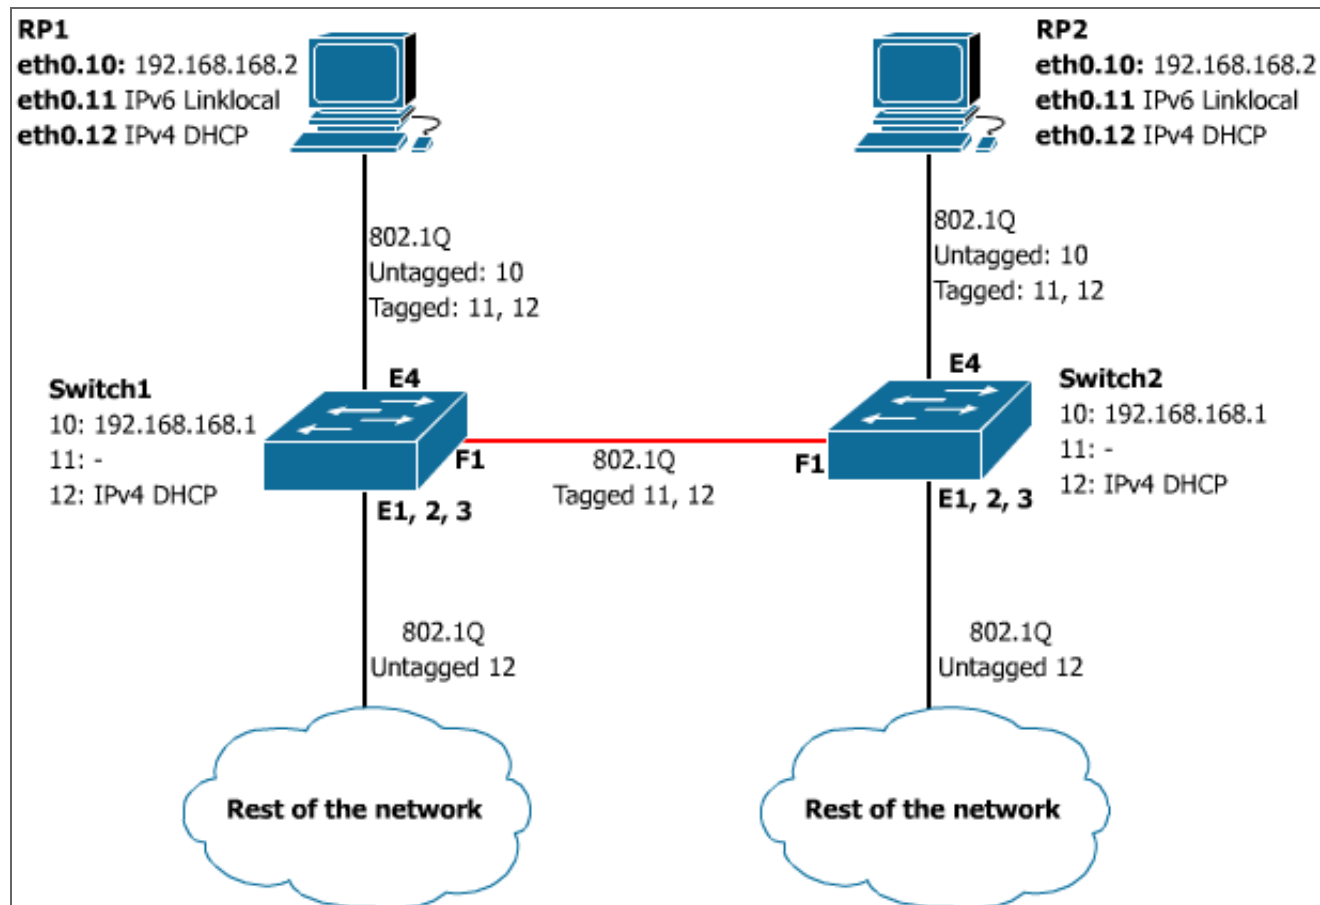 RP1
eth0.10: 192.168.168.2
eth0.11 IPv6 Linklocal
eth0.12 IPv4 DHCP
RP2
eth0.10: 192.168.168.2
eth0.11 IPv6 Linklocal
eth0.12 IPv4 DHCP
802.1Q
Untagged: 10
Tagged: 11, 12
802.1Q
Untagged: 10
Tagged: 11, 12
Switch1
10: 192.168.168.1
11: -
12: IPv4 DHCP
E4
F1
E1, 2, 3
802.1Q
Tagged 11, 12
E4
F1
E1, 2, 3
Switch2
10: 192.168.168.1
11: -
12: IPv4 DHCP
802.1Q
Untagged 12
802.1Q
Untagged 12
Rest of the network
Rest of the network